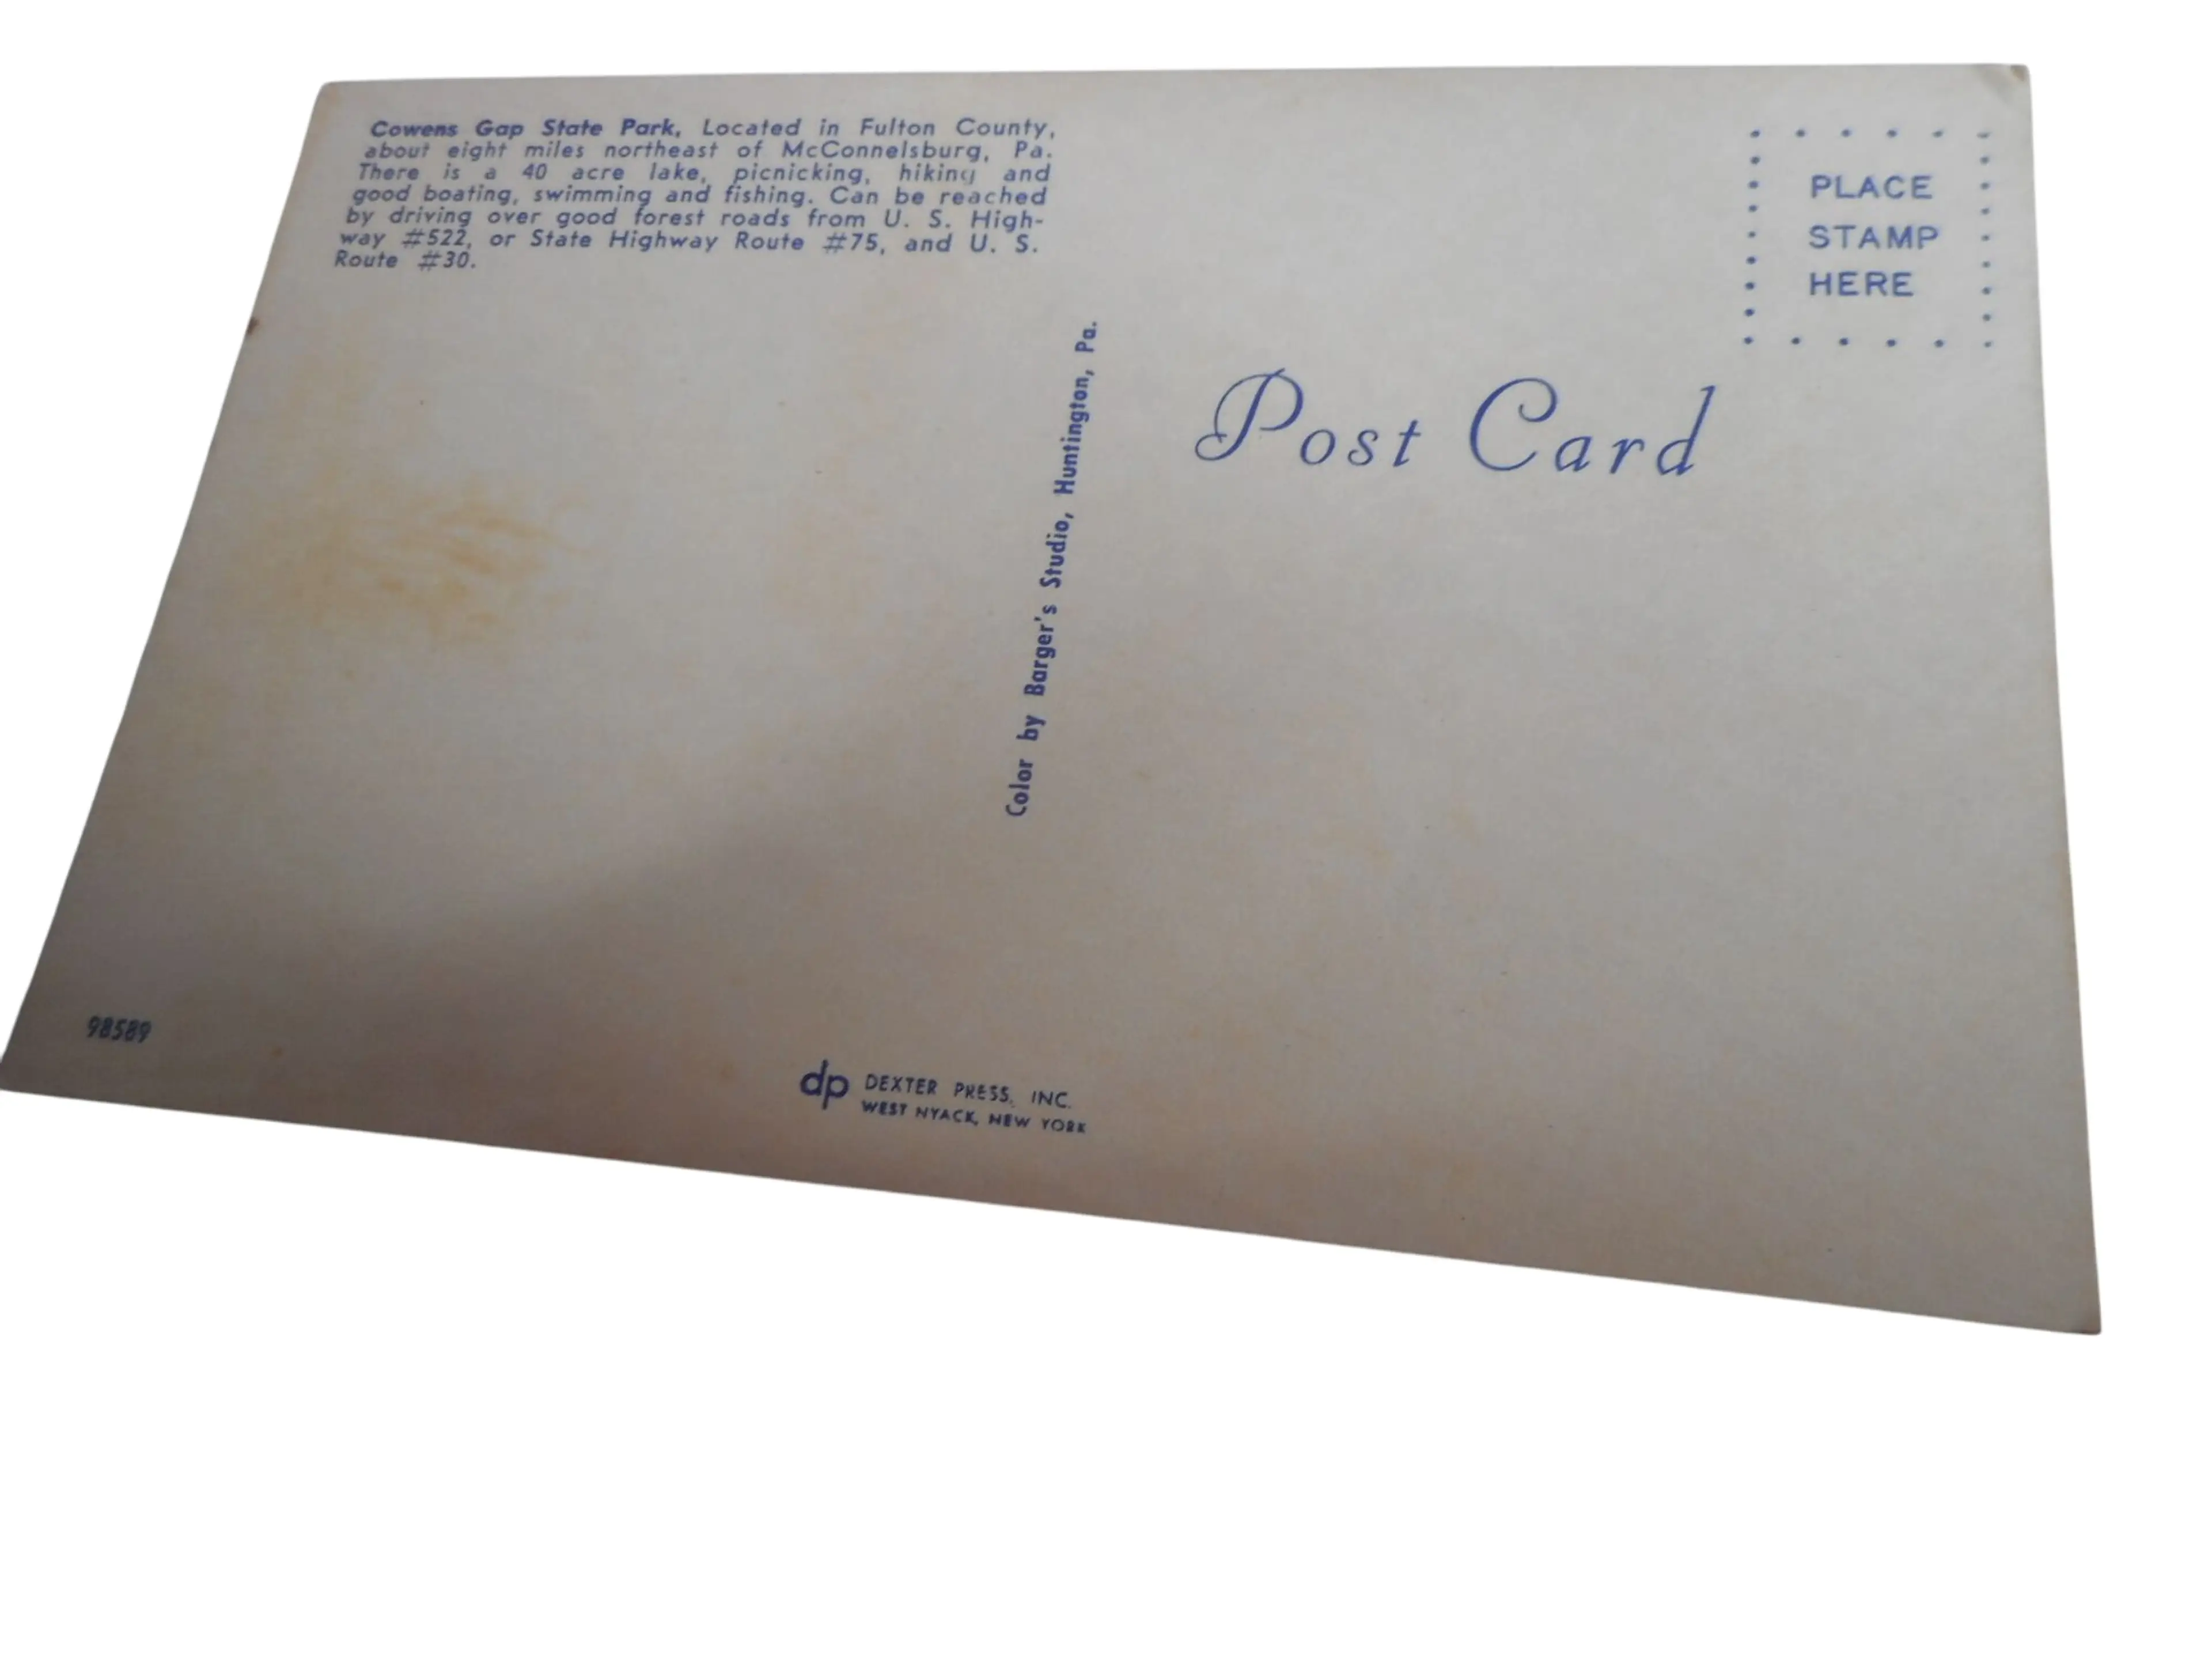 Cowens Gap State Park, Located in Fulton County,
about eight miles northeast of McConnelsburg, Pa.
There is a 40 acre lake, picnicking, hiking and
good boating, swimming and fishing. Can be reached
by driving over good forest roads from U. S. High-
way #522, or State Highway Route #75, and U. S.
Route #30.
PLACE
STAMP
HERE
Post Card
Color by Barger's Studio, Huntington, Pa.
98589
dp DEXTER PRESS, INC.
WEST NYACK, NEW YORK